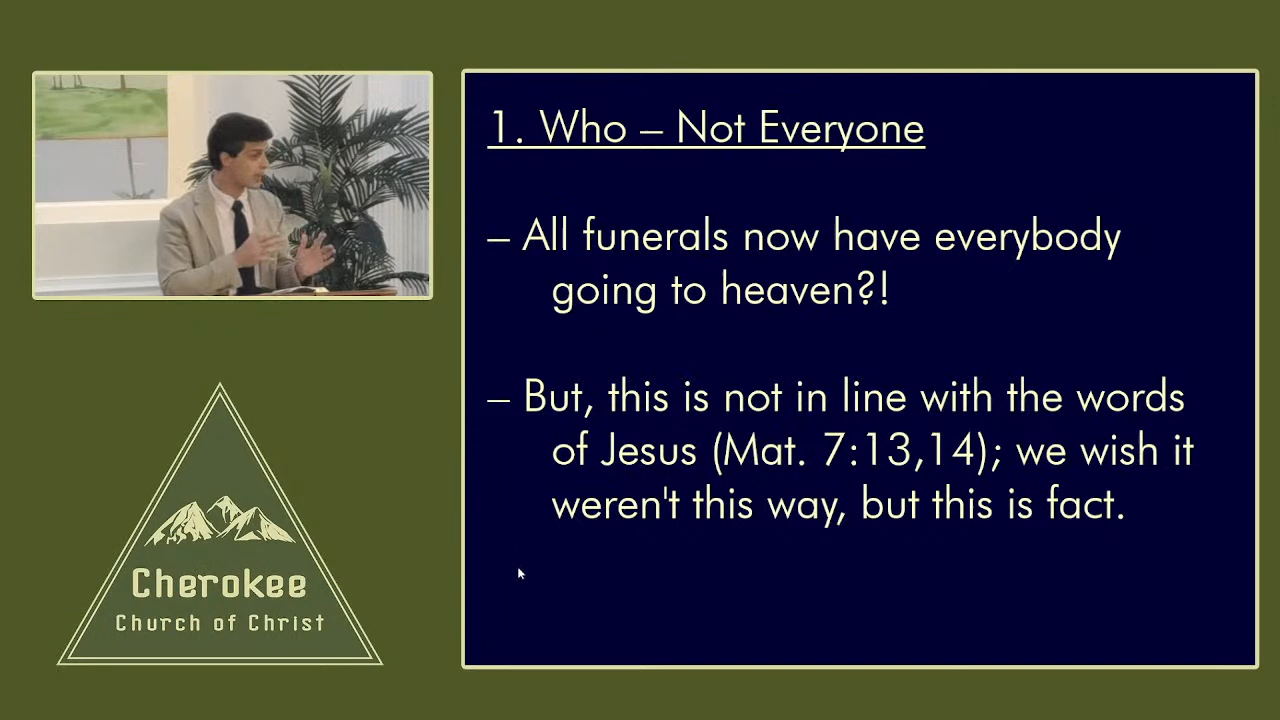 1. Who – Not Everyone
– All funerals now have everybody
going to heaven?!
– But, this is not in line with the words
of Jesus (Mat. 7:13,14); we wish it
weren't this way, but this is fact.
Cherokee
Church of Christ